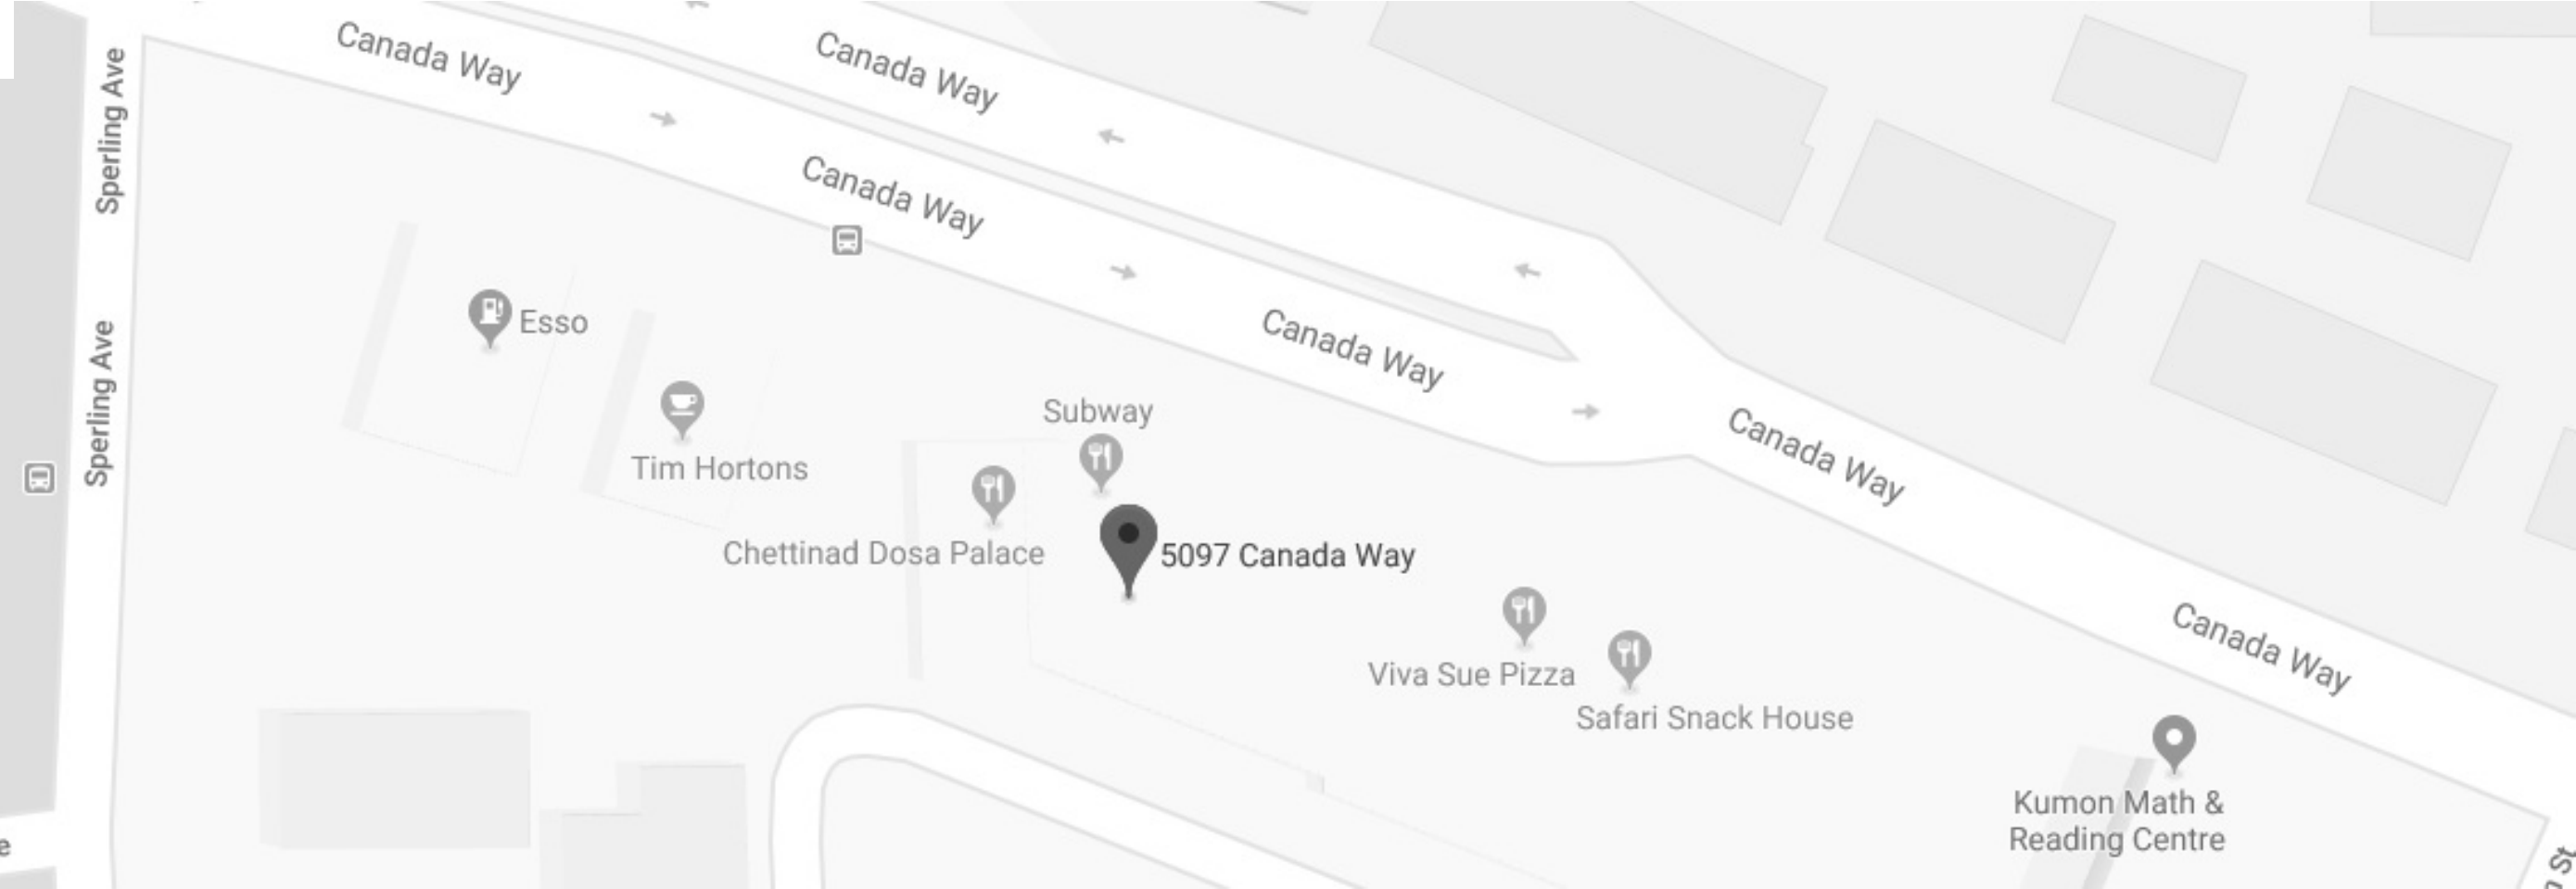 Canada Way
Canada Way
Sperling Ave
Canada Way
Esso
Canada Way
Sperling Ave
Subway
Tim Hortons
Canada Way
Chettinad Dosa Palace
5097 Canada Way
Viva Sue Pizza
Canada Way
Safari Snack House
Kumon Math &
Reading Centre
St